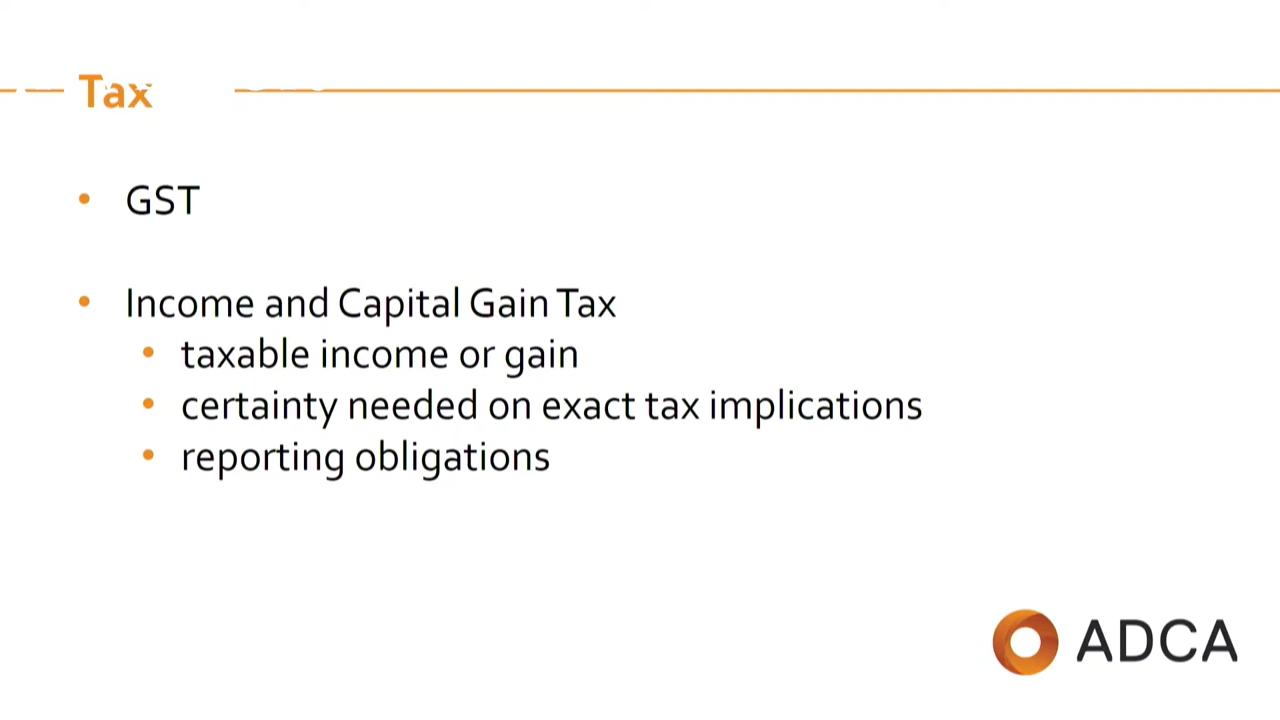 Tax
• GST
• Income and Capital Gain Tax
• taxable income or gain
• certainty needed on exact tax implications
• reporting obligations
ADCA